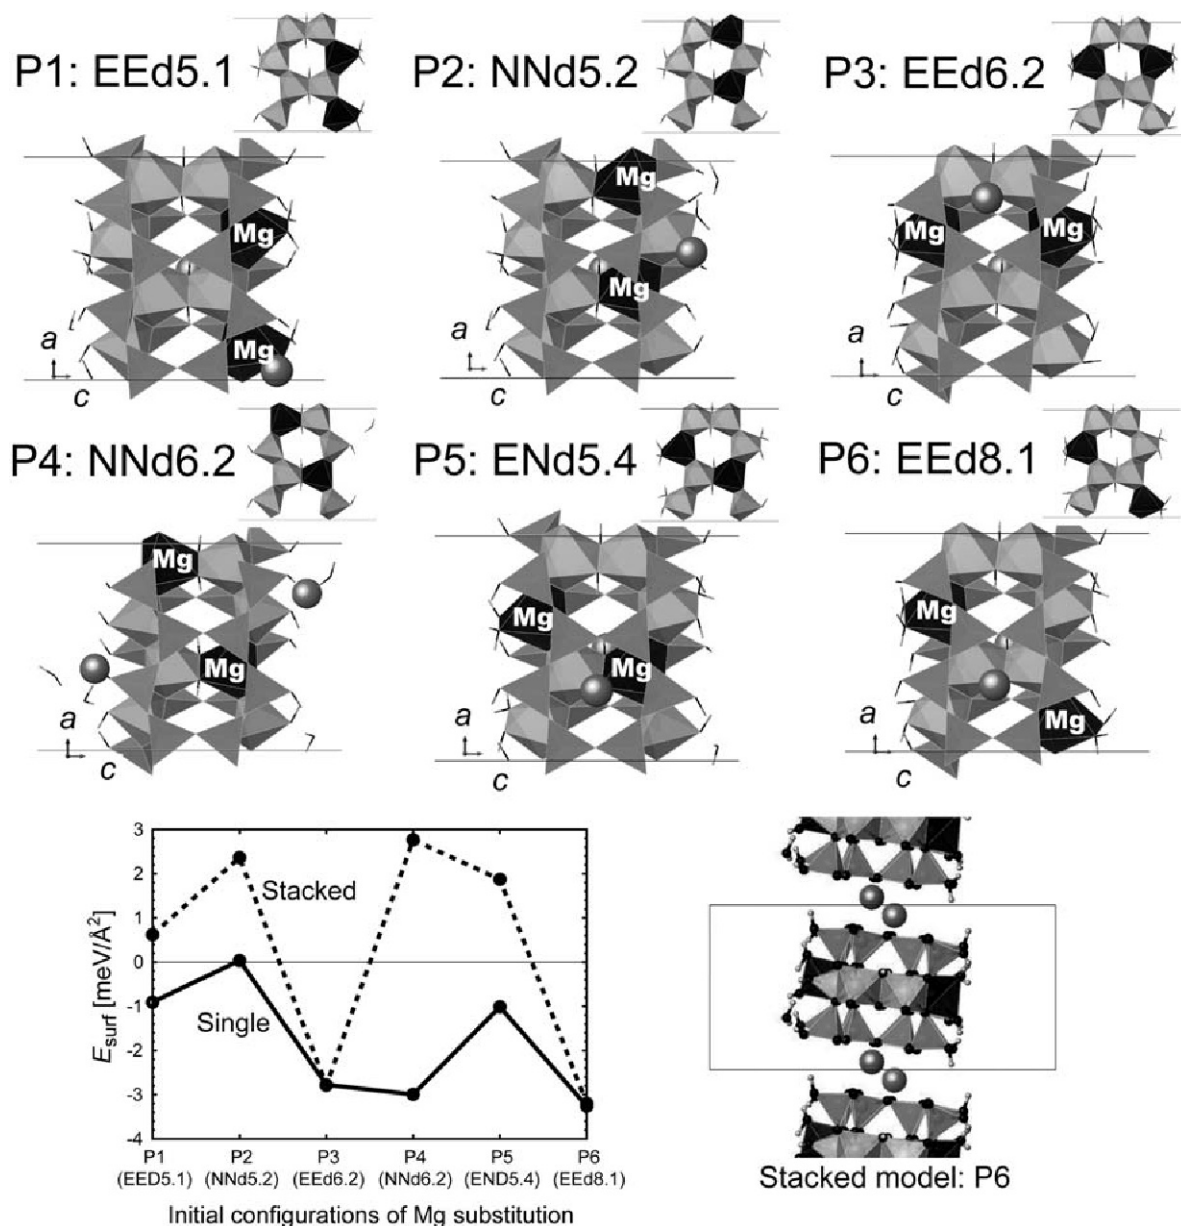 P1: EEd5.1
P2: NNd5.2
P3: EEd6.2
Mg
Mg
a
c
Mg
Mg
a
c
Mg
Mg
a
c
P4: NNd6.2
P5: ENd5.4
P6: EEd8.1
Mg
Mg
a
c
Mg
Mg
a
c
Mg
Mg
a
c
3
2
1
0
-1
-2
-3
-4
Esurf [meV/Å²]
Stacked
Single
P1 P2 P3 P4 P5 P6
(EED5.1) (NNd5.2) (EEd6.2) (NNd6.2) (END5.4) (EEd8.1)
Initial configurations of Mg substitution
Stacked model: P6